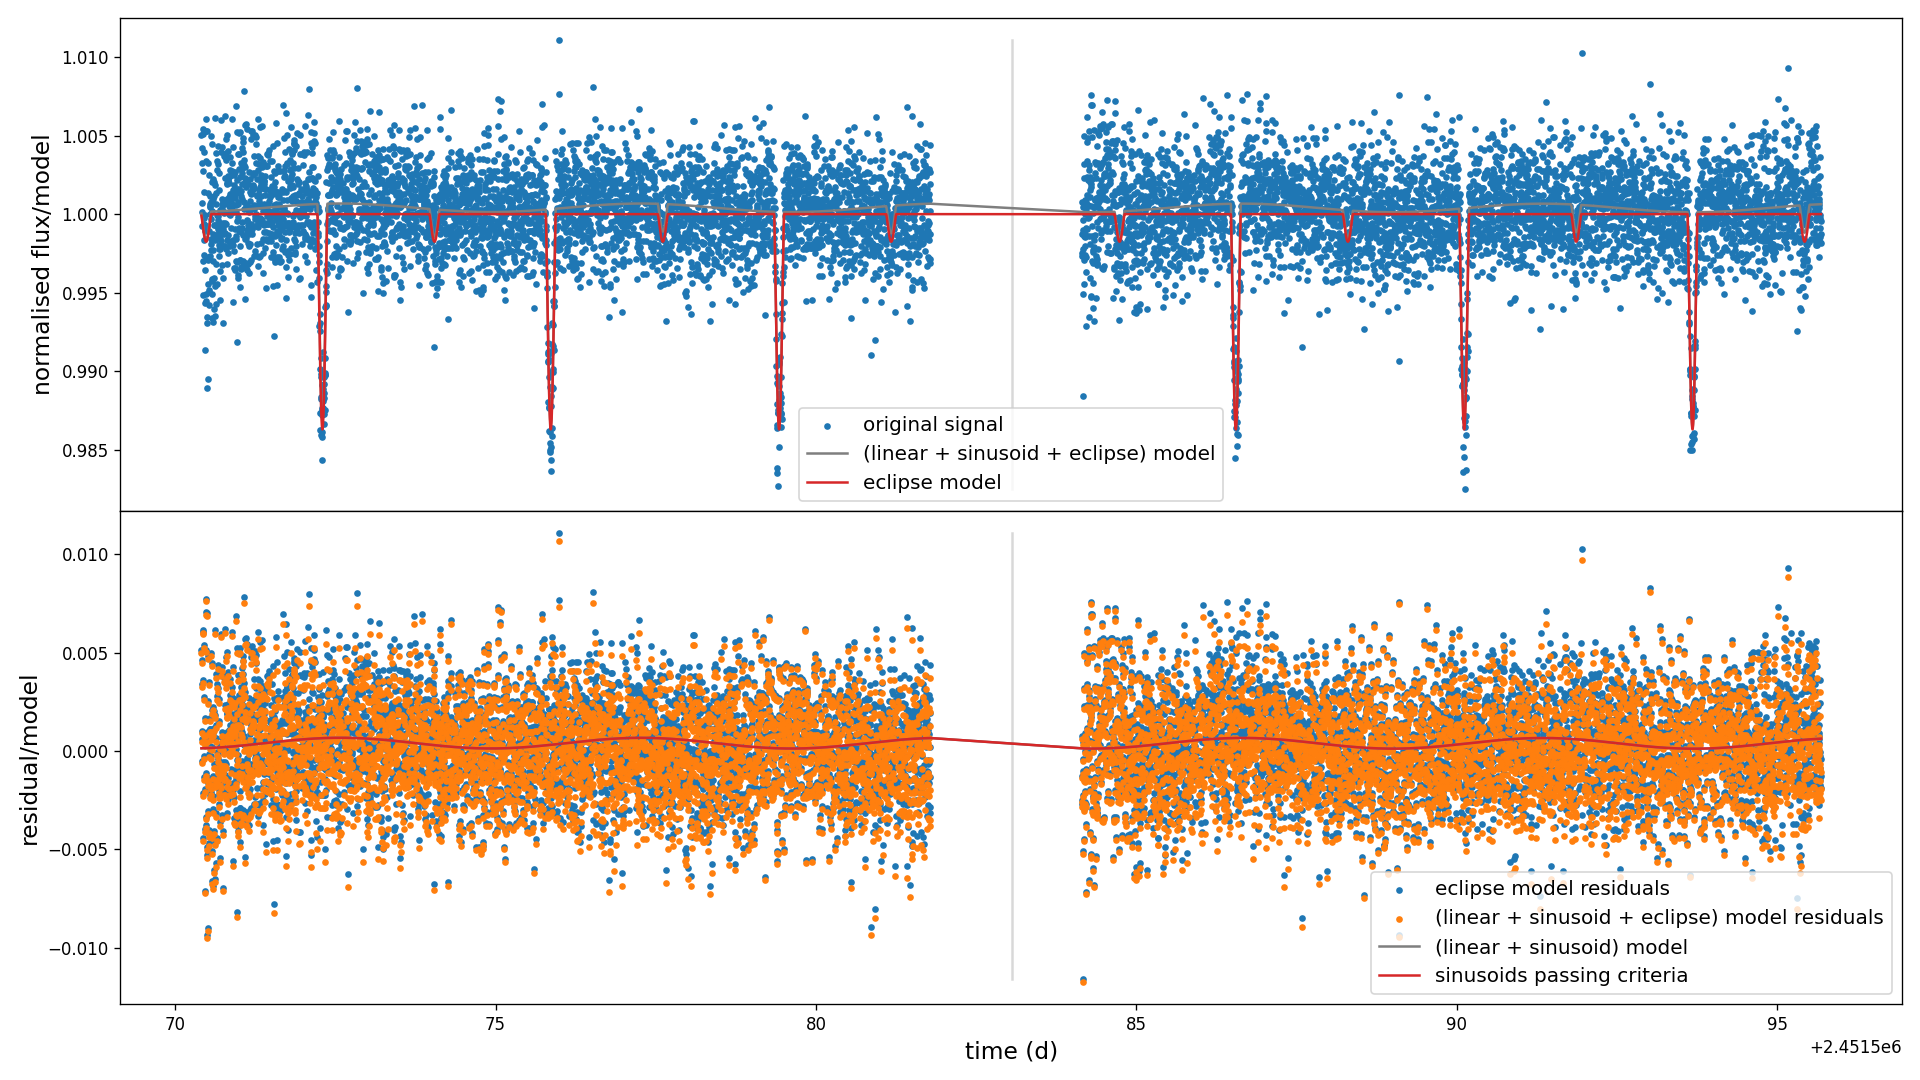 normalised flux/model
1.010
1.005
1.000
0.995
0.990
0.985
original signal
(linear + sinusoid + eclipse) model
eclipse model
residual/model
0.010
0.005
0.000
−0.005
−0.010
eclipse model residuals
(linear + sinusoid + eclipse) model residuals
(linear + sinusoid) model
sinusoids passing criteria
70 75 80 85 90 95
time (d)
+2.4515e6